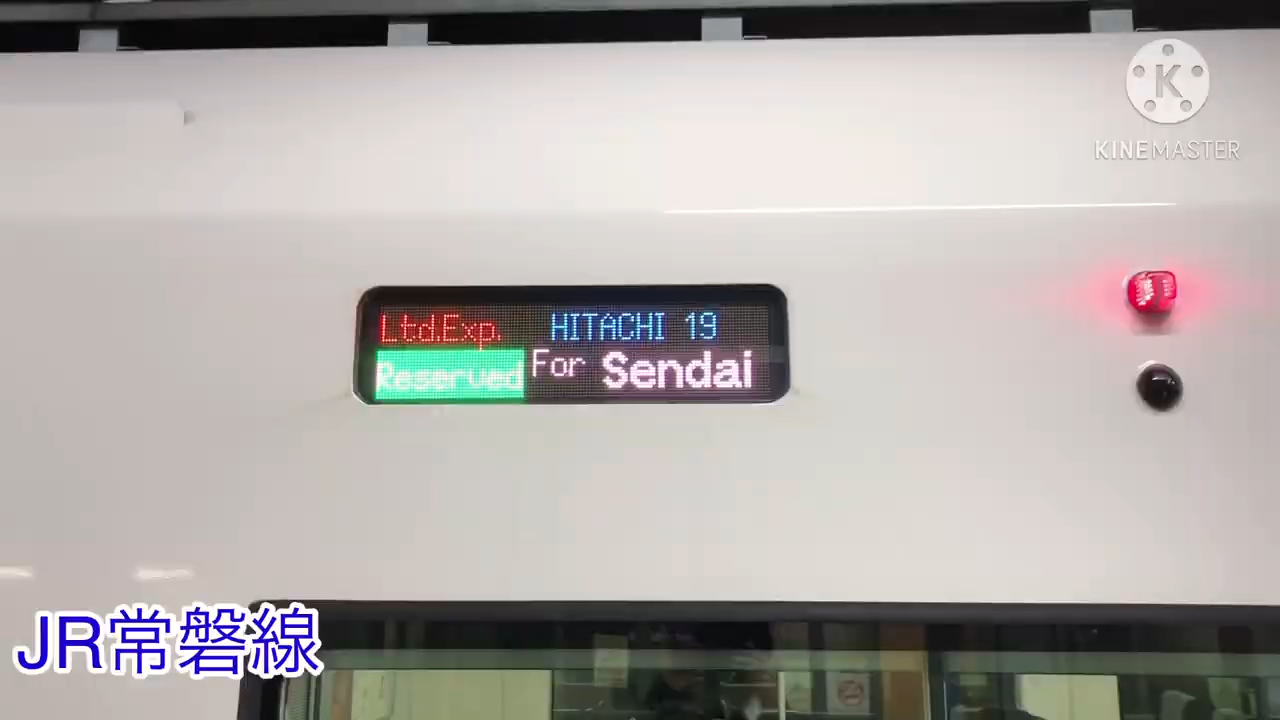 K
KINEMASTER
Ltd.Exp. HITACHI 19
Reserved For Sendai
JR常磐線